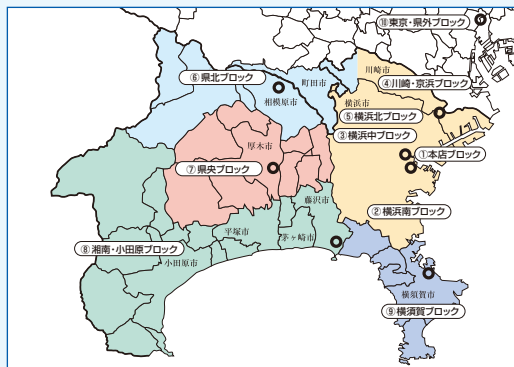 ⑩東京・県外ブロック
川崎市
④川崎・京浜ブロック
⑥県北ブロック
町田市
相模原市
横浜市
⑤横浜北ブロック
③横浜中ブロック
①本店ブロック
厚木市
⑦県央ブロック
藤沢市
②横浜南ブロック
平塚市
茅ヶ崎市
⑧湘南・小田原ブロック
小田原市
横須賀市
⑨横須賀ブロック